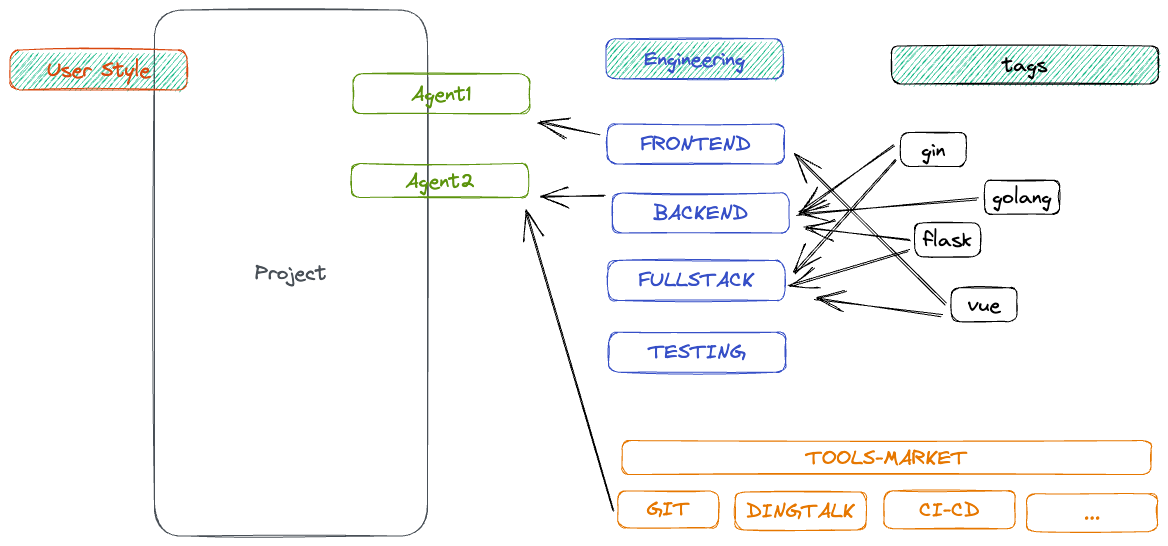 User Style
Project
Agent1
Agent2
Engineering
FRONTEND
BACKEND
FULLSTACK
TESTING
tags
gin
golang
flask
vue
TOOLS-MARKET
GIT
DINGTALK
CI-CD
...